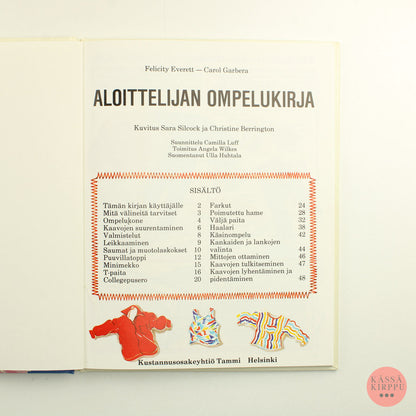 Felicity Everett — Carol Garbera
ALOITTELIJAN OMPELUKIRJA
Kuvitus Sara Silcock ja Christine Berrington
Suunnittelu Camilla Luff
Toimitus Angela Wilkes
Suomentanut Ulla Huhtala
SISÄLTÖ
Tämän kirjan käyttäjälle 2
Mitä välineitä tarvitset 3
Ompelukone 4
Kaavojen suurentaminen 6
Valmistelut 8
Leikkaaminen 9
Saumat ja muotolaskokset 10
Puuvillatoppi 12
Minimekko 15
T-paita 16
Collegepusero 20
Farkut 24
Poimutettu hame 28
Väljä paita 32
Haalari 38
Käsinompelu 42
Kankaiden ja lankojen
valinta 44
Mittojen ottaminen 46
Kaavojen tulkitseminen 47
Kaavojen lyhentäminen ja
pidentäminen 48
Kustannusosakeyhtiö Tammi Helsinki
KÄSSÄ
KIRPPU